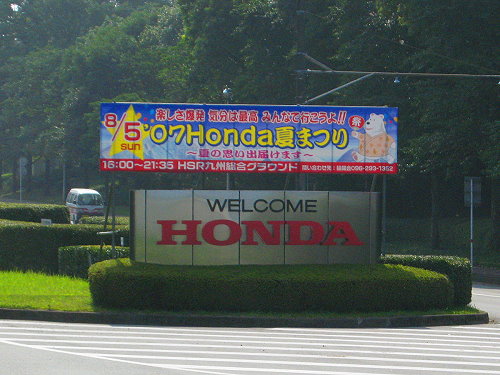 楽しさ爆発 気分は最高 みんなで行こうよ!!
8/5 SUN
'07Honda夏まつり
祭
~夏の思い出届けます~
16:00~21:35 HSR九州総合グラウンド
WELCOME
HONDA